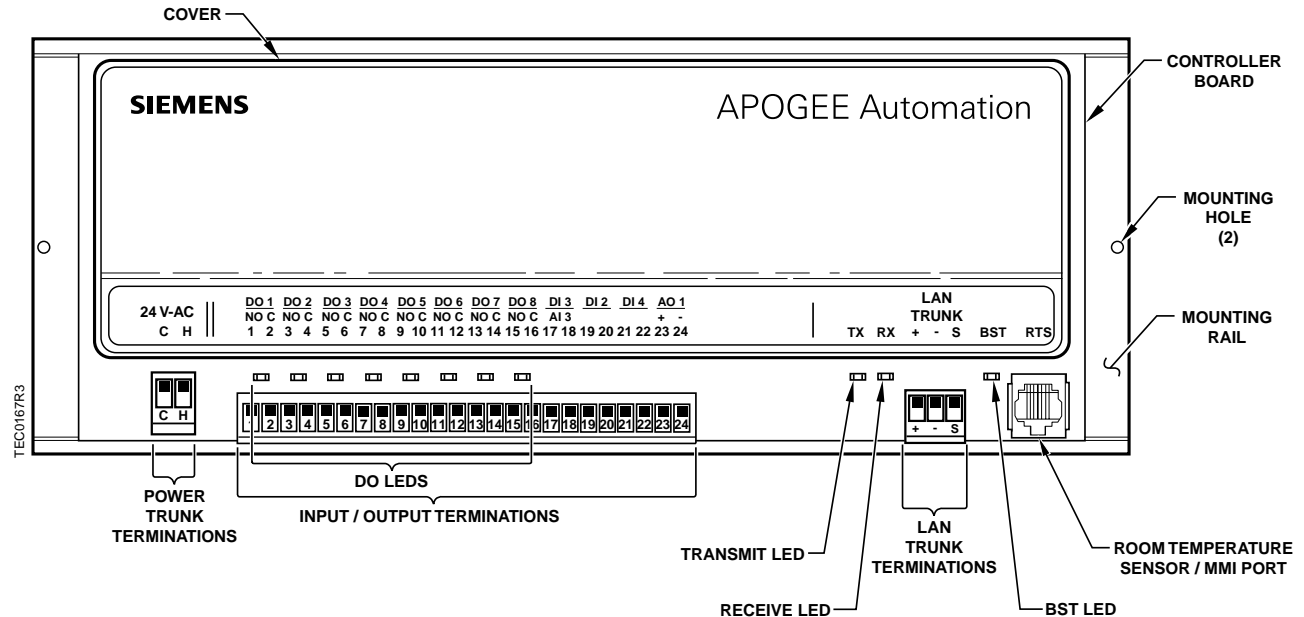 COVER
CONTROLLER
BOARD
SIEMENS
APOGEE Automation
MOUNTING
HOLE
(2)
MOUNTING
RAIL
24 V-AC
C H
DO 1 DO 2 DO 3 DO 4 DO 5 DO 6 DO 7 DO 8 DI 3 DI 2 DI 4 AO 1
NO C NO C NO C NO C NO C NO C NO C NO C AI 3 + -
1 2 3 4 5 6 7 8 9 10 11 12 13 14 15 16 17 18 19 20 21 22 23 24
LAN
TRUNK
TX RX + - S BST RTS
TEC0167R3
C H
1 2 3 4 5 6 7 8 9 10 11 12 13 14 15 16 17 18 19 20 21 22 23 24
+ - S
DO LEDS
POWER
TRUNK
TERMINATIONS
INPUT / OUTPUT TERMINATIONS
TRANSMIT LED
RECEIVE LED
LAN
TRUNK
TERMINATIONS
BST LED
ROOM TEMPERATURE
SENSOR / MMI PORT